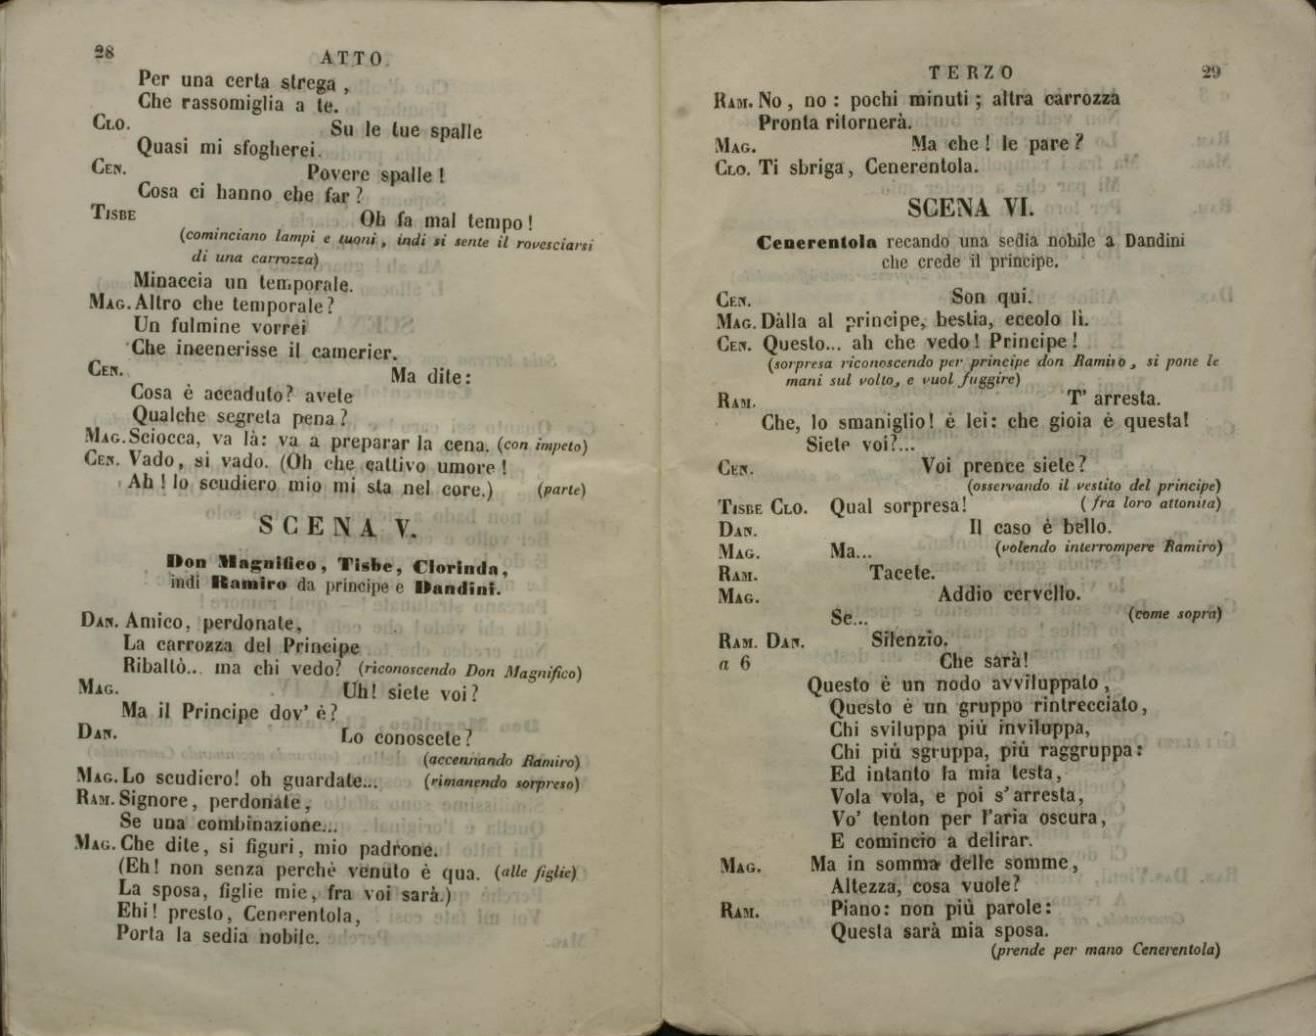 28
ATTO
Per una certa strega ,
Che rassomiglia a te.
CLO. Su le tue spalle
Quasi mi sfogherei.
CEN. Povere spalle !
Cosa ci hanno che far ?
TISBE Oh fa mal tempo !
(cominciano lampi e tuoni , indi si sente il rovesciarsi
di una carrozza)
Minaccia un temporale.
MAG. Altro che temporale ?
Un fulmine vorrei
Che incenerisse il camerier.
CEN. Ma dite :
Cosa è accaduto? avete
Qualche segreta pena ?
MAG. Sciocca, va là: va a preparar la cena. (con impeto)
CEN. Vado, si vado. (Oh che cattivo umore !
Ah ! lo scudiero mio mi sta nel core.) (parte)
SCENA V.
Don Magnifico, Tisbe, Clorinda,
indi Ramiro da principe e Dandini.
DAN. Amico, perdonate,
La carrozza del Principe
Ribaltò... ma chi vedo? (riconoscendo Don Magnifico)
MAG. Uh! siete voi ?
Ma il Principe dov' è ?
DAN. Lo conoscete ?
(accennando Ramiro)
MAG. Lo scudiero! oh guardate... (rimanendo sorpreso)
RAM. Signore, perdonate,
Se una combinazione...
MAG. Che dite, si figuri, mio padrone.
(Eh! non senza perchè venuto è qua. (alle figlie)
La sposa, figlie mie, fra voi sarà.)
Ehi! presto, Cenerentola,
Porta la sedia nobile.
TERZO
29
RAM. No, no : pochi minuti ; altra carrozza
Pronta ritornerà.
MAG. Ma che ! le pare ?
CLO. Ti sbriga, Cenerentola.
SCENA VI.
Cenerentola recando una sedia nobile a Dandini
che crede il principe.
CEN. Son qui.
MAG. Dàlla al principe, bestia, eccolo lì.
CEN. Questo... ah che vedo! Principe !
(sorpresa riconoscendo per principe don Ramiro, si pone le
mani sul volto, e vuol fuggire)
RAM. T' arresta.
Che, lo smaniglio! è lei: che gioia è questa!
Siete voi?...
CEN. Voi prence siete ?
(osservando il vestito del principe)
TISBE CLO. Qual sorpresa! (fra loro attonita)
DAN. Il caso è bello.
MAG. Ma... (volendo interrompere Ramiro)
RAM. Tacete.
MAG. Addio cervello.
Se... (come sopra)
RAM. DAN. Silenzio.
a 6 Che sarà!
Questo è un nodo avviluppato,
Questo è un gruppo rintrecciato,
Chi sviluppa più inviluppa,
Chi più sgruppa, più raggruppa:
Ed intanto la mia testa,
Vola vola, e poi s' arresta,
Vo' tenton per l'aria oscura,
E comincio a delirar.
MAG. Ma in somma delle somme,
Altezza, cosa vuole ?
RAM. Piano: non più parole :
Questa sarà mia sposa.
(prende per mano Cenerentola)